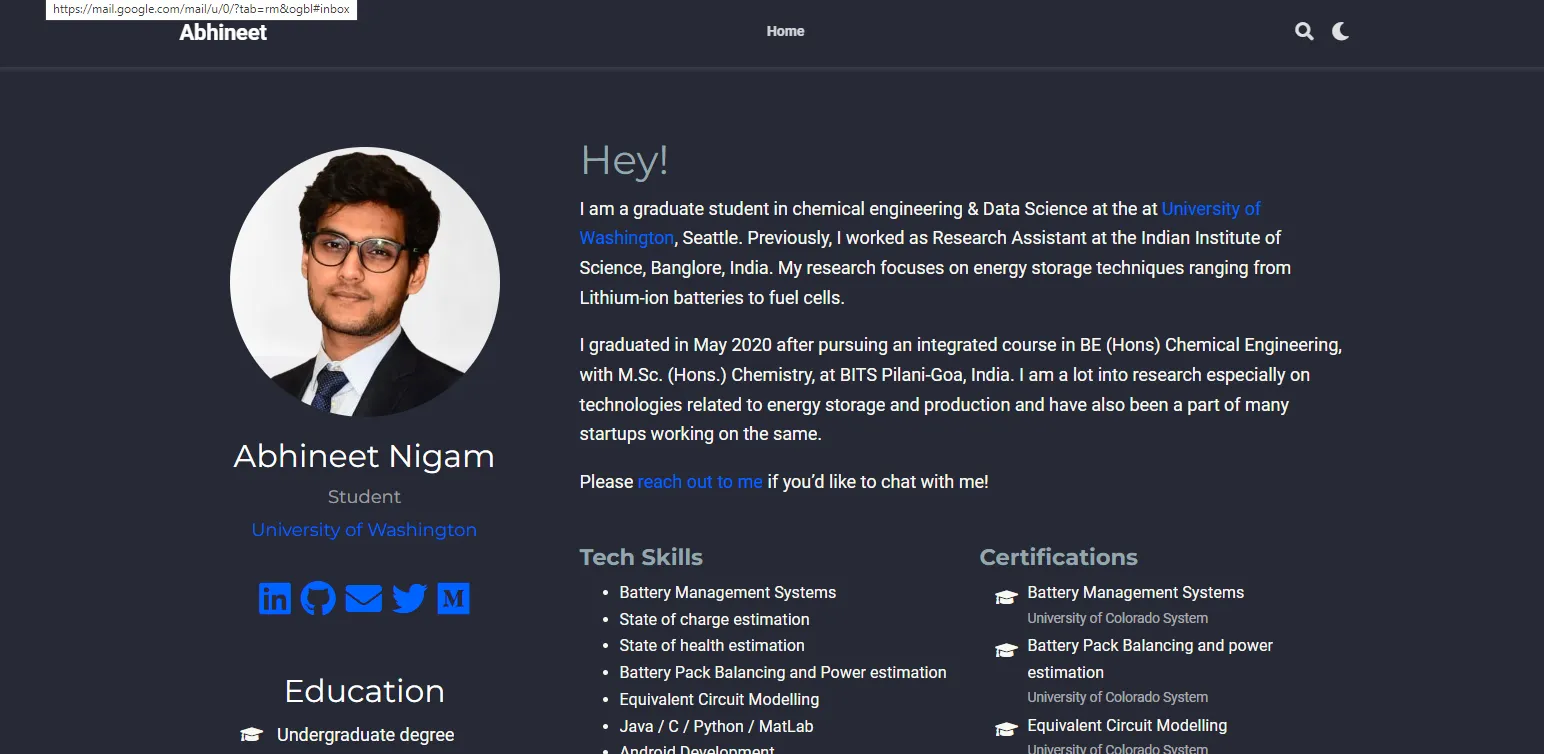 https://mail.google.com/mail/u/0/?tab=rm&ogbl#inbox
Abhineet
Home
Hey!
I am a graduate student in chemical engineering & Data Science at the at University of
Washington, Seattle. Previously, I worked as Research Assistant at the Indian Institute of
Science, Banglore, India. My research focuses on energy storage techniques ranging from
Lithium-ion batteries to fuel cells.
I graduated in May 2020 after pursuing an integrated course in BE (Hons) Chemical Engineering,
with M.Sc. (Hons.) Chemistry, at BITS Pilani-Goa, India. I am a lot into research especially on
technologies related to energy storage and production and have also been a part of many
startups working on the same.
Please reach out to me if you’d like to chat with me!
Abhineet Nigam
Student
University of Washington
in
M
Education
Undergraduate degree
Tech Skills
Battery Management Systems
State of charge estimation
State of health estimation
Battery Pack Balancing and Power estimation
Equivalent Circuit Modelling
Java / C / Python / MatLab
Android Development
Certifications
Battery Management Systems
University of Colorado System
Battery Pack Balancing and power
estimation
University of Colorado System
Equivalent Circuit Modelling
University of Colorado System